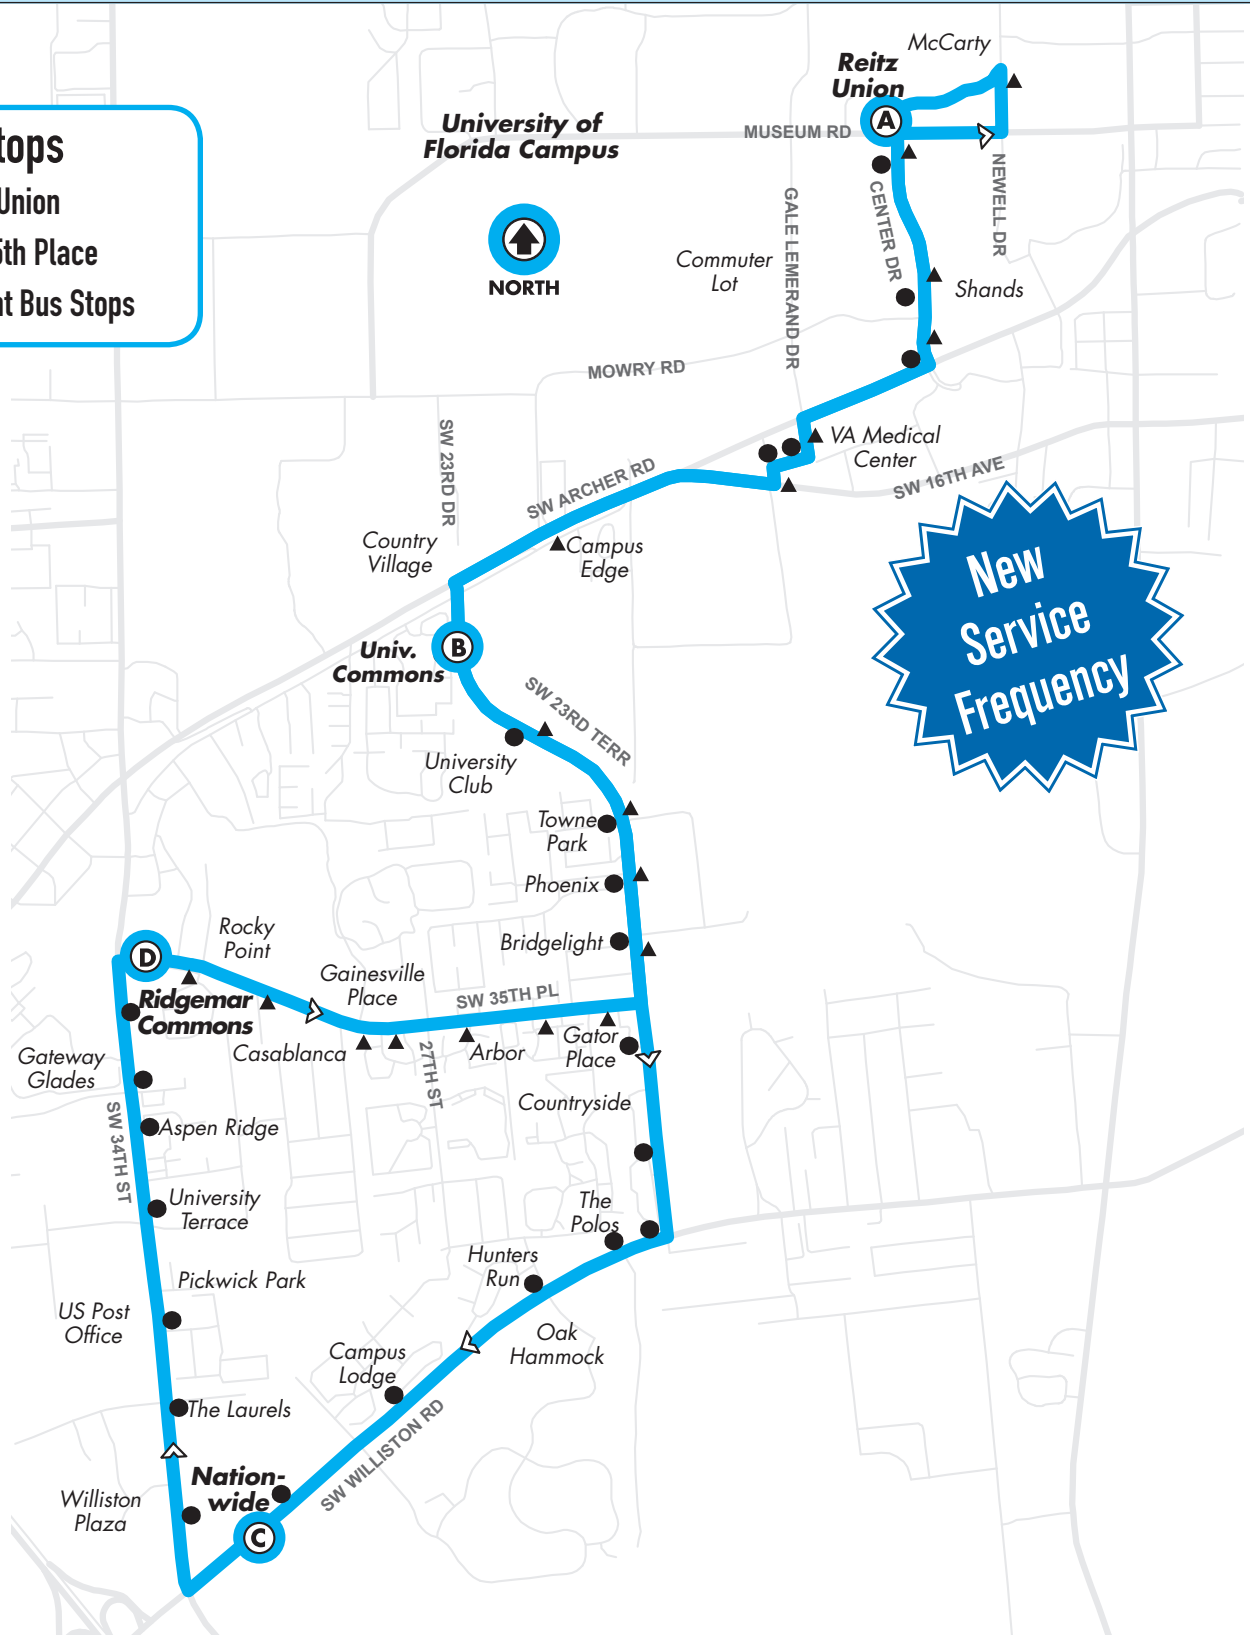 McCarty
Reitz
Union
A
University of
Florida Campus
MUSEUM RD
NEWELL DR
CENTER DR
GALE LEMERAND DR
Union
Place
Bus Stops
NORTH
Commuter
Lot
Shands
MOWRY RD
SW 23RD DR
VA Medical
Center
SW ARCHER RD
SW 16TH AVE
Country
Village
Campus
Edge
New
Service
Frequency
B
Univ.
Commons
SW 23RD TERR
University
Club
Towne
Park
Phoenix
Bridgelight
Rocky
Point
D
Gainesville
Place
SW 35TH PL
Ridgemar
Commons
Casablanca
27TH ST
Arbor
Gator
Place
Gateway
Glades
Countryside
SW 34TH ST
Aspen Ridge
University
Terrace
The
Polos
Hunters
Run
Pickwick Park
US Post
Office
Oak
Hammock
Campus
Lodge
The Laurels
SW WILLISTON RD
Nation-
wide
Williston
Plaza
C